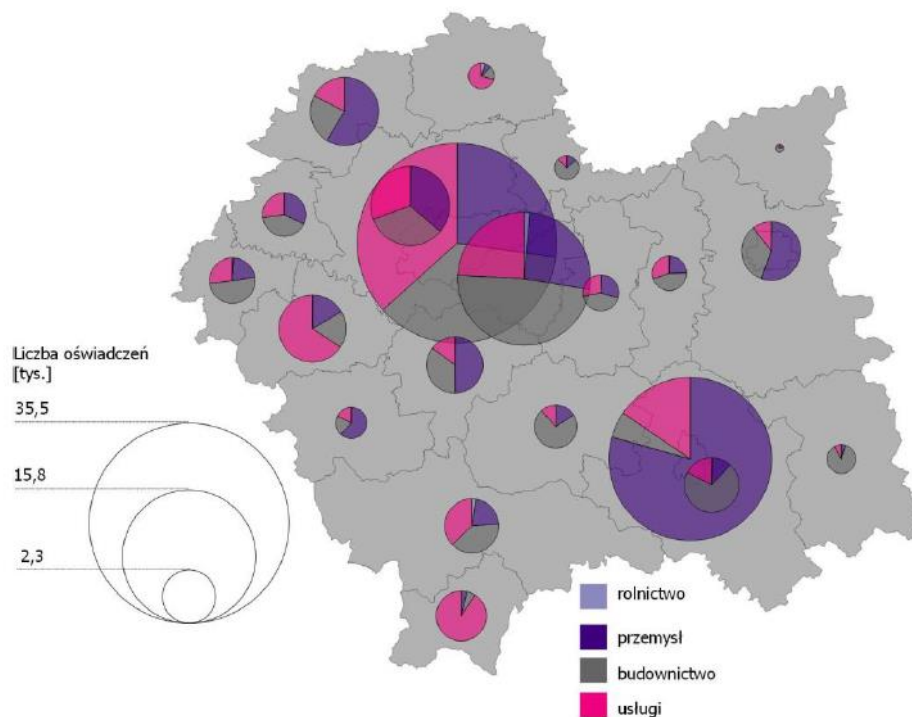 Liczba oświadczeń
[tys.]
35,5
15,8
2,3
rolnictwo
przemysł
budownictwo
usługi